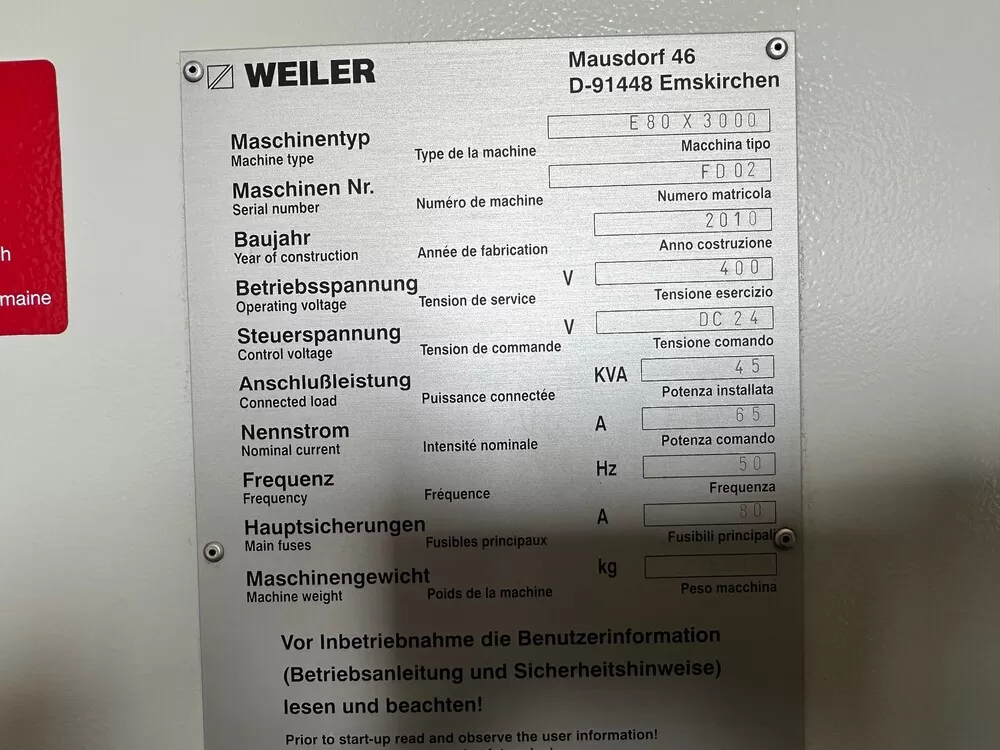 WEILER
Mausdorf 46
D-91448 Emskirchen
Maschinentyp
Machine type
Type de la machine
E80 X 3000
Macchina tipo
Maschinen Nr.
Serial number
Numéro de machine
FD02
Numero matricola
Baujahr
Year of construction
Année de fabrication
2010
Anno costruzione
Betriebsspannung
Operating voltage
Tension de service
V
400
Tensione esercizio
Steuerspannung
Control voltage
Tension de commande
V
DC 24
Tensione comando
Anschlußleistung
Connected load
Puissance connectée
KVA
45
Potenza installata
Nennstrom
Nominal current
Intensité nominale
A
65
Potenza comando
Frequenz
Frequency
Fréquence
Hz
50
Frequenza
Hauptsicherungen
Main fuses
Fusibles principaux
A
80
Fusibili principali
Maschinengewicht
Machine weight
Poids de la machine
kg
Peso macchina
Vor Inbetriebnahme die Benutzerinformation
(Betriebsanleitung und Sicherheitshinweise)
lesen und beachten!
Prior to start-up read and observe the user information!
h
maine